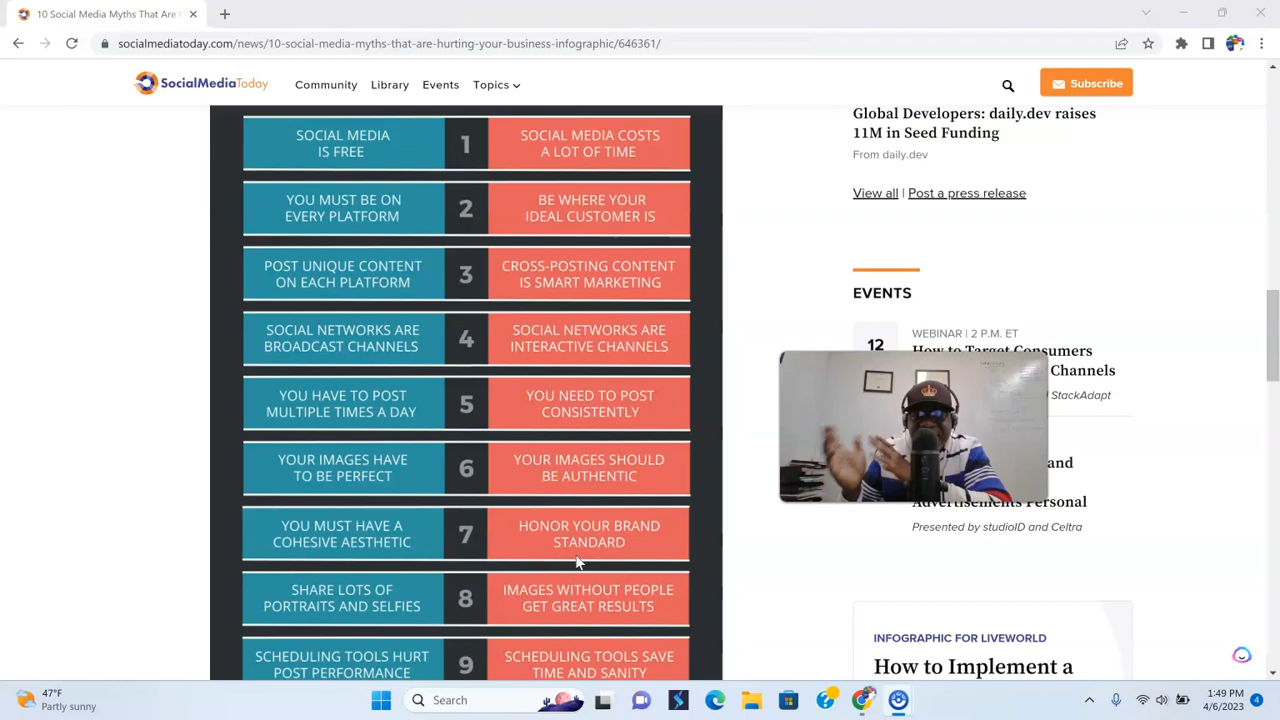 10 Social Media Myths That Are
socialmediatoday.com/news/10-social-media-myths-that-are-hurting-your-business-infographic/646361/
SocialMediaToday
Community
Library
Events
Topics
Subscribe
SOCIAL MEDIA
IS FREE
1
SOCIAL MEDIA COSTS
A LOT OF TIME
YOU MUST BE ON
EVERY PLATFORM
2
BE WHERE YOUR
IDEAL CUSTOMER IS
POST UNIQUE CONTENT
ON EACH PLATFORM
3
CROSS-POSTING CONTENT
IS SMART MARKETING
SOCIAL NETWORKS ARE
BROADCAST CHANNELS
4
SOCIAL NETWORKS ARE
INTERACTIVE CHANNELS
YOU HAVE TO POST
MULTIPLE TIMES A DAY
5
YOU NEED TO POST
CONSISTENTLY
YOUR IMAGES HAVE
TO BE PERFECT
6
YOUR IMAGES SHOULD
BE AUTHENTIC
YOU MUST HAVE A
COHESIVE AESTHETIC
7
HONOR YOUR BRAND
STANDARD
SHARE LOTS OF
PORTRAITS AND SELFIES
8
IMAGES WITHOUT PEOPLE
GET GREAT RESULTS
SCHEDULING TOOLS HURT
POST PERFORMANCE
9
SCHEDULING TOOLS SAVE
TIME AND SANITY
Global Developers: daily.dev raises
11M in Seed Funding
From daily.dev
View all | Post a press release
EVENTS
12
WEBINAR | 2 P.M. ET
How to Target Consumers
Channels
StackAdapt
and
Advertisements Personal
Presented by studioID and Celtra
INFOGRAPHIC FOR LIVEWORLD
How to Implement a
47°F
Partly sunny
Search
1:49 PM
4/6/2023
4